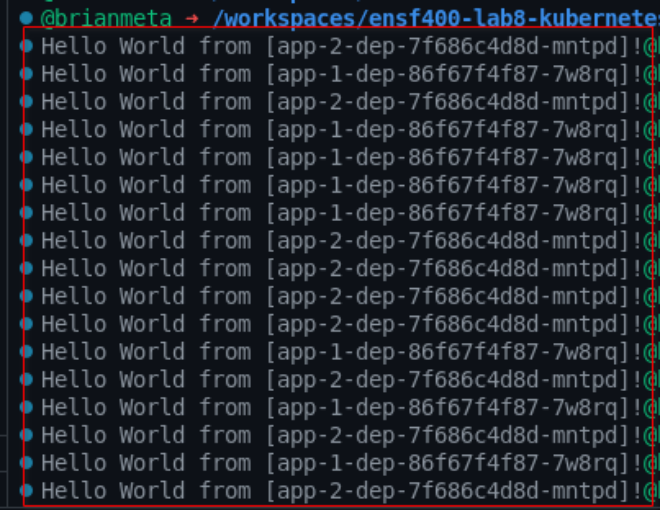 @brianmeta → /workspaces/ensf400-lab8-kubernete
Hello World from [app-2-dep-7f686c4d8d-mntpd]!@
Hello World from [app-1-dep-86f67f4f87-7w8rq]!@
Hello World from [app-2-dep-7f686c4d8d-mntpd]!@
Hello World from [app-1-dep-86f67f4f87-7w8rq]!@
Hello World from [app-1-dep-86f67f4f87-7w8rq]!@
Hello World from [app-1-dep-86f67f4f87-7w8rq]!@
Hello World from [app-1-dep-86f67f4f87-7w8rq]!@
Hello World from [app-2-dep-7f686c4d8d-mntpd]!@
Hello World from [app-2-dep-7f686c4d8d-mntpd]!@
Hello World from [app-2-dep-7f686c4d8d-mntpd]!@
Hello World from [app-2-dep-7f686c4d8d-mntpd]!@
Hello World from [app-1-dep-86f67f4f87-7w8rq]!@
Hello World from [app-2-dep-7f686c4d8d-mntpd]!@
Hello World from [app-1-dep-86f67f4f87-7w8rq]!@
Hello World from [app-2-dep-7f686c4d8d-mntpd]!@
Hello World from [app-1-dep-86f67f4f87-7w8rq]!@
Hello World from [app-2-dep-7f686c4d8d-mntpd]!@